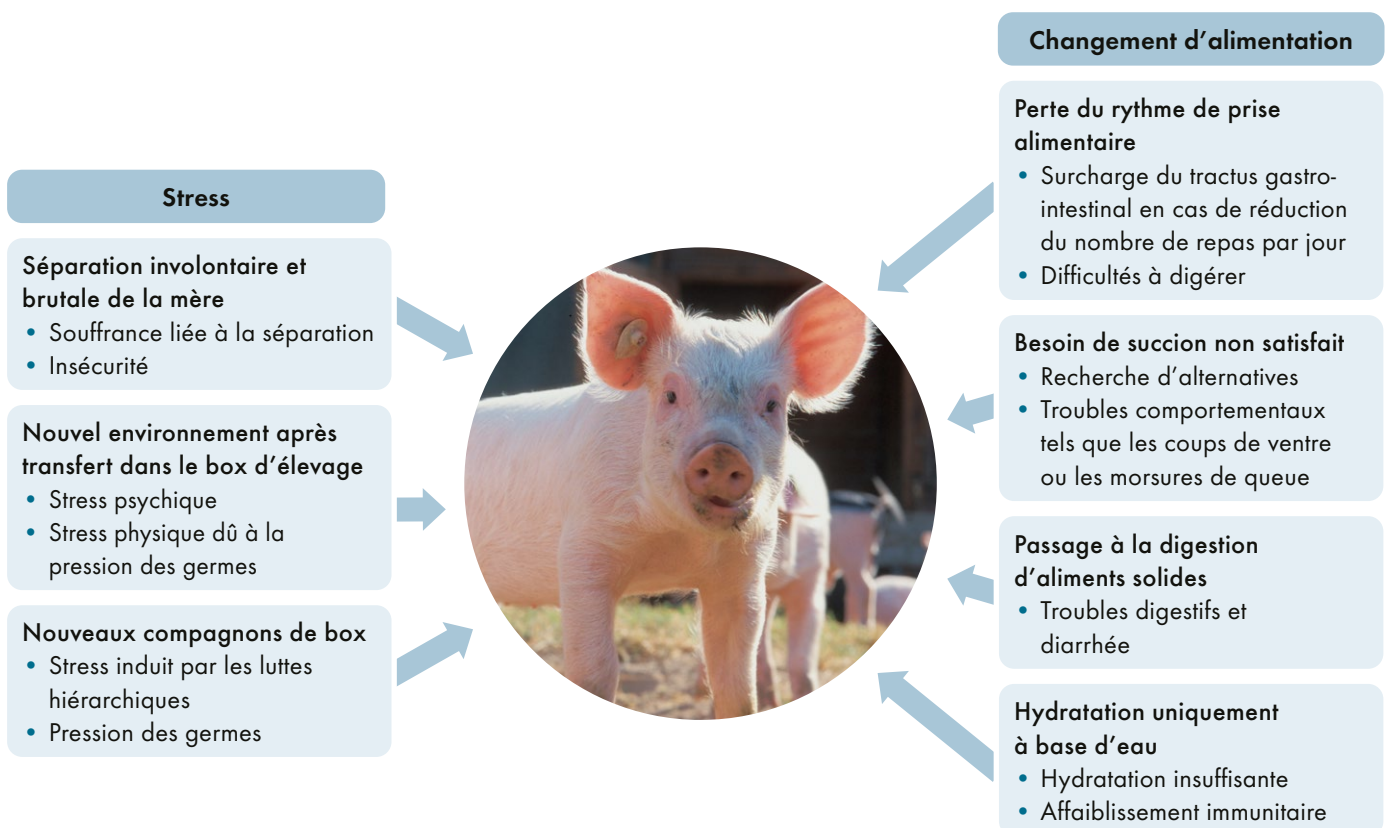 Stress
Séparation involontaire et
brutale de la mère
• Souffrance liée à la séparation
• Insécurité
Nouvel environnement après
transfert dans le box d’élevage
• Stress psychique
• Stress physique dû à la
pression des germes
Nouveaux compagnons de box
• Stress induit par les luttes
hiérarchiques
• Pression des germes
Changement d’alimentation
Perte du rythme de prise
alimentaire
• Surcharge du tractus gastro-
intestinal en cas de réduction
du nombre de repas par jour
• Difficultés à digérer
Besoin de succion non satisfait
• Recherche d’alternatives
• Troubles comportementaux
tels que les coups de ventre
ou les morsures de queue
Passage à la digestion
d’aliments solides
• Troubles digestifs et
diarrhée
Hydratation uniquement
à base d’eau
• Hydratation insuffisante
• Affaiblissement immunitaire